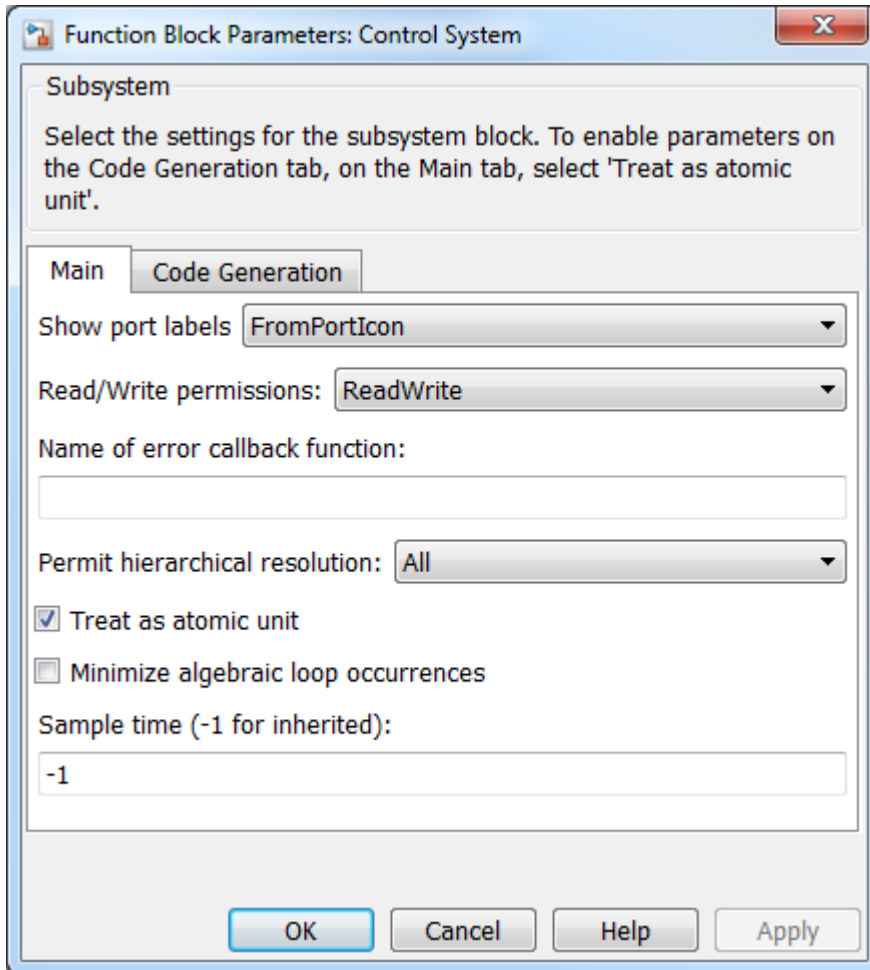 Function Block Parameters: Control System
Subsystem
Select the settings for the subsystem block. To enable parameters on
the Code Generation tab, on the Main tab, select 'Treat as atomic
unit'.
Main Code Generation
Show port labels FromPortIcon
Read/Write permissions: ReadWrite
Name of error callback function:
Permit hierarchical resolution: All
Treat as atomic unit
Minimize algebraic loop occurrences
Sample time (-1 for inherited):
-1
OK Cancel Help Apply